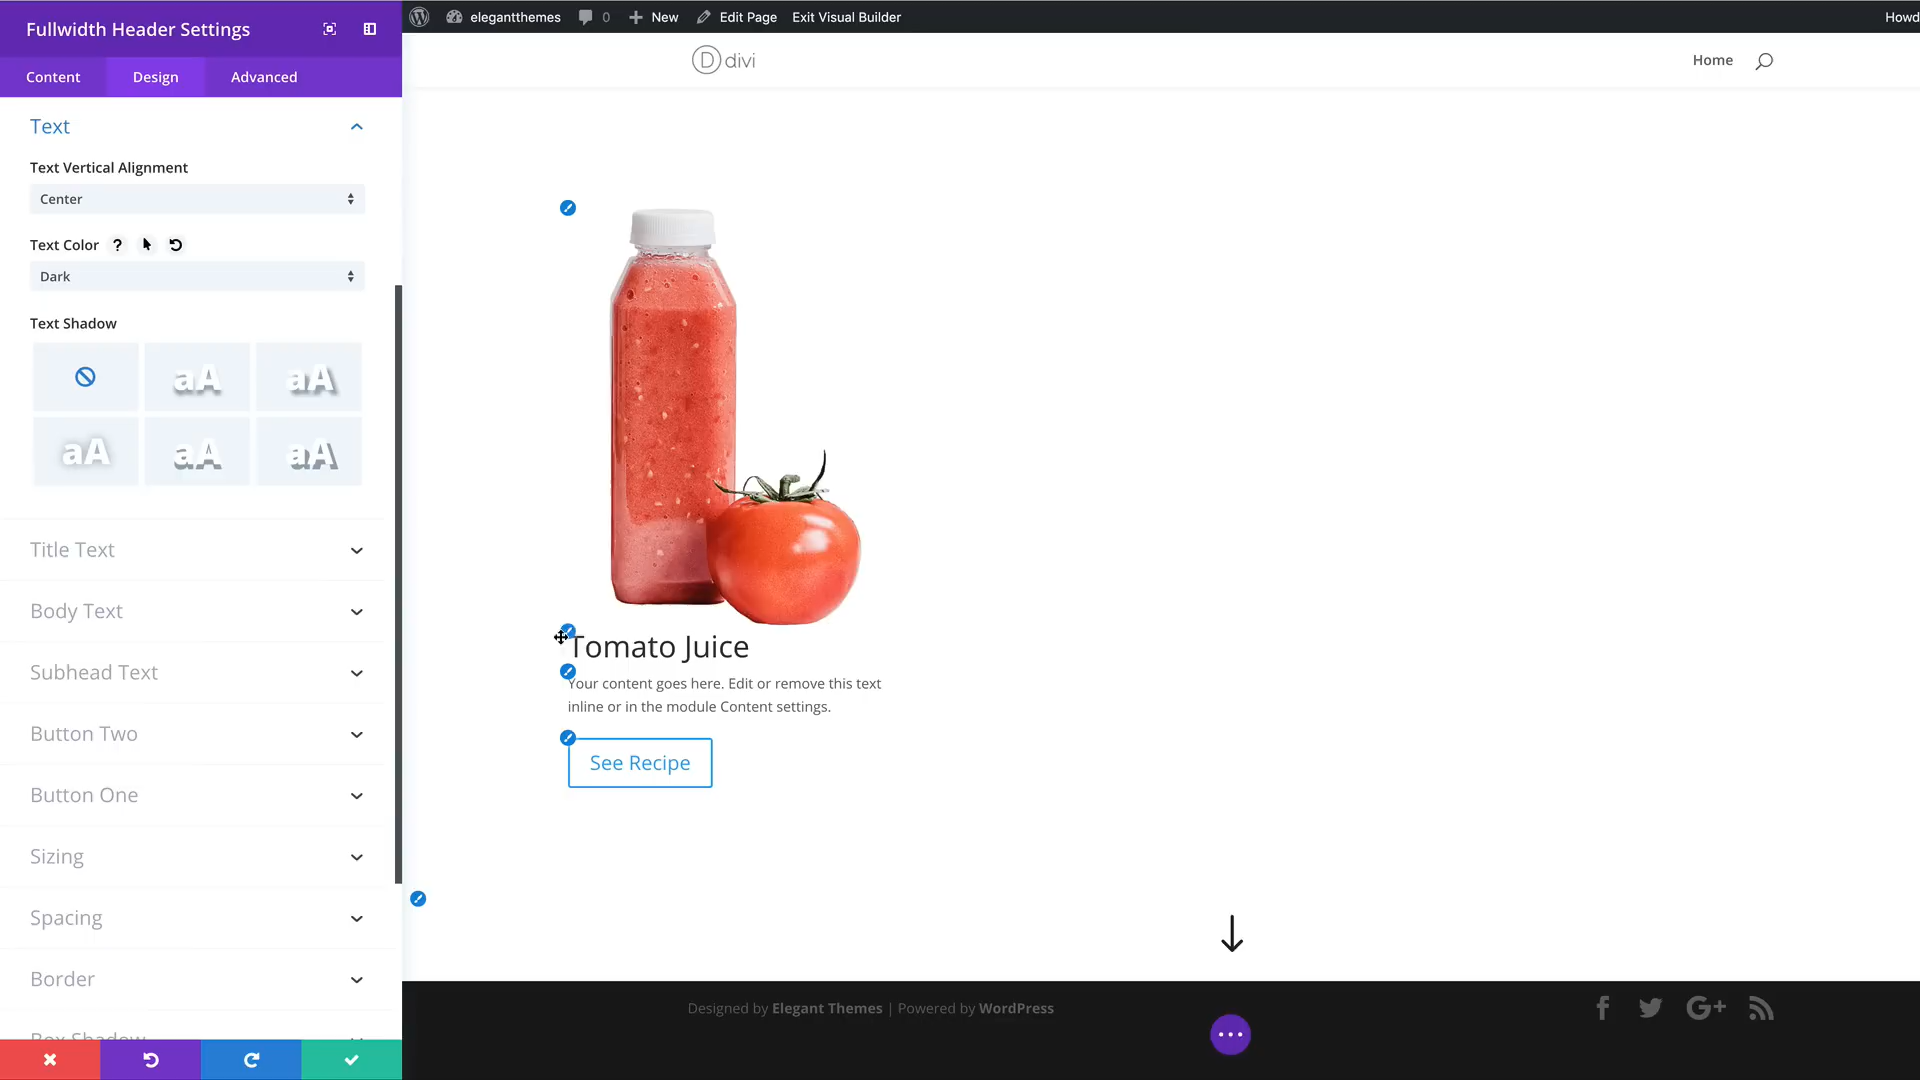 Fullwidth Header Settings
Content
Design
Advanced
Text
Text Vertical Alignment
Center
Text Color ?
Dark
Text Shadow
aA
aA
aA
aA
aA
Title Text
Body Text
Subhead Text
Button Two
Button One
Sizing
Spacing
Border
Box Shadow
elegantthemes
0
New
Edit Page
Exit Visual Builder
Howd
D divi
Home
Tomato Juice
Your content goes here. Edit or remove this text
inline or in the module Content settings.
See Recipe
Designed by Elegant Themes | Powered by WordPress